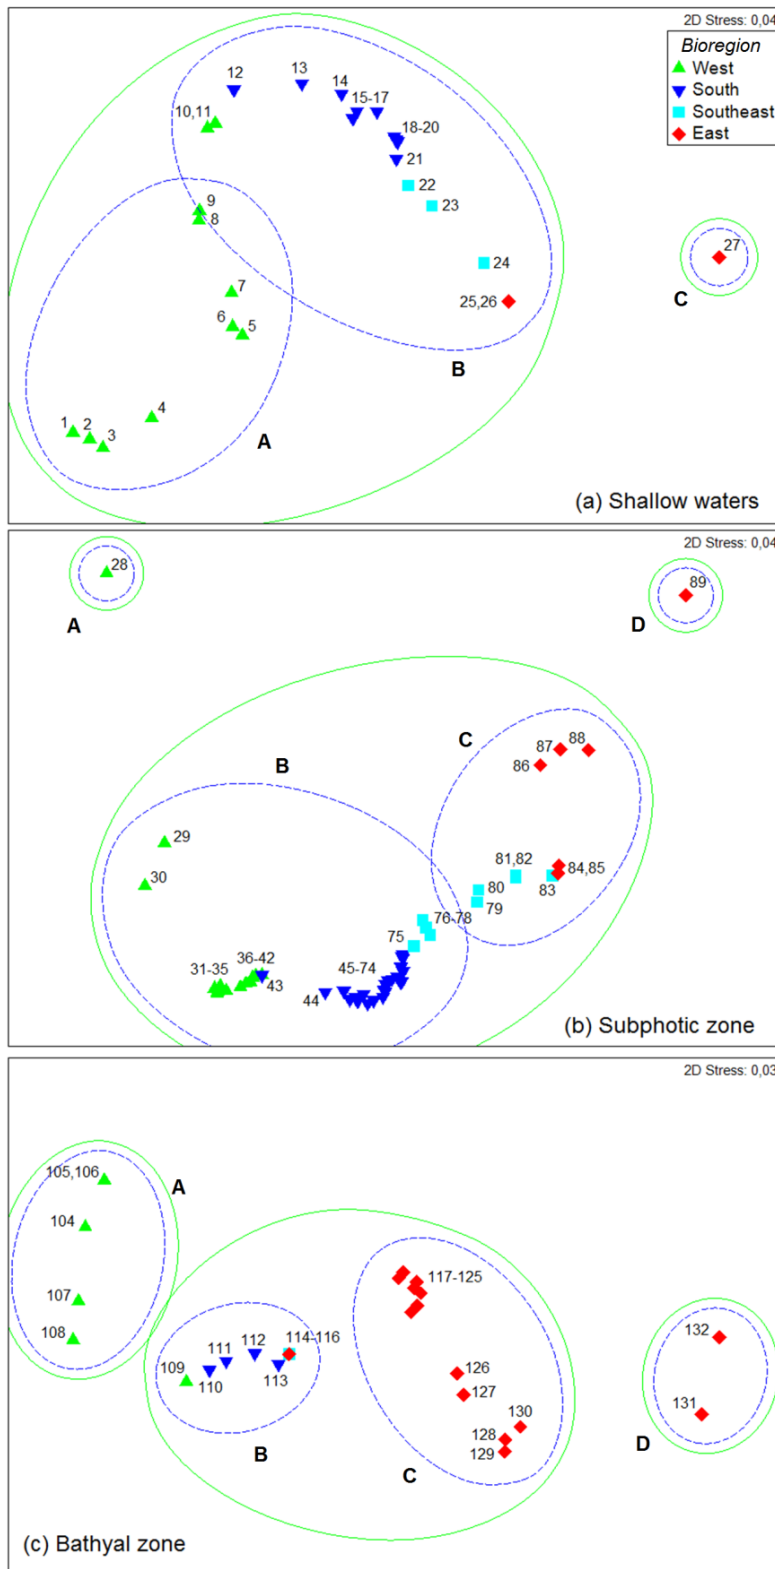 2D Stress: 0,04
Bioregion
West
South
Southeast
East
12
13
14
15-17
10,11
18-20
21
22
9
8
23
27
24
7
25,26
C
6
5
B
4
1
2
3
A
(a) Shallow waters
2D Stress: 0,04
28
89
A
D
C
87
88
86
B
29
81,82
84,85
30
80
83
79
76-78
75
36-42
31-35
45-74
43
44
(b) Subphotic zone
2D Stress: 0,03
105,106
A
104
117-125
107
132
114-116
112
111
108
109
126
113
110
127
131
130
128
B
129
D
C
(c) Bathyal zone